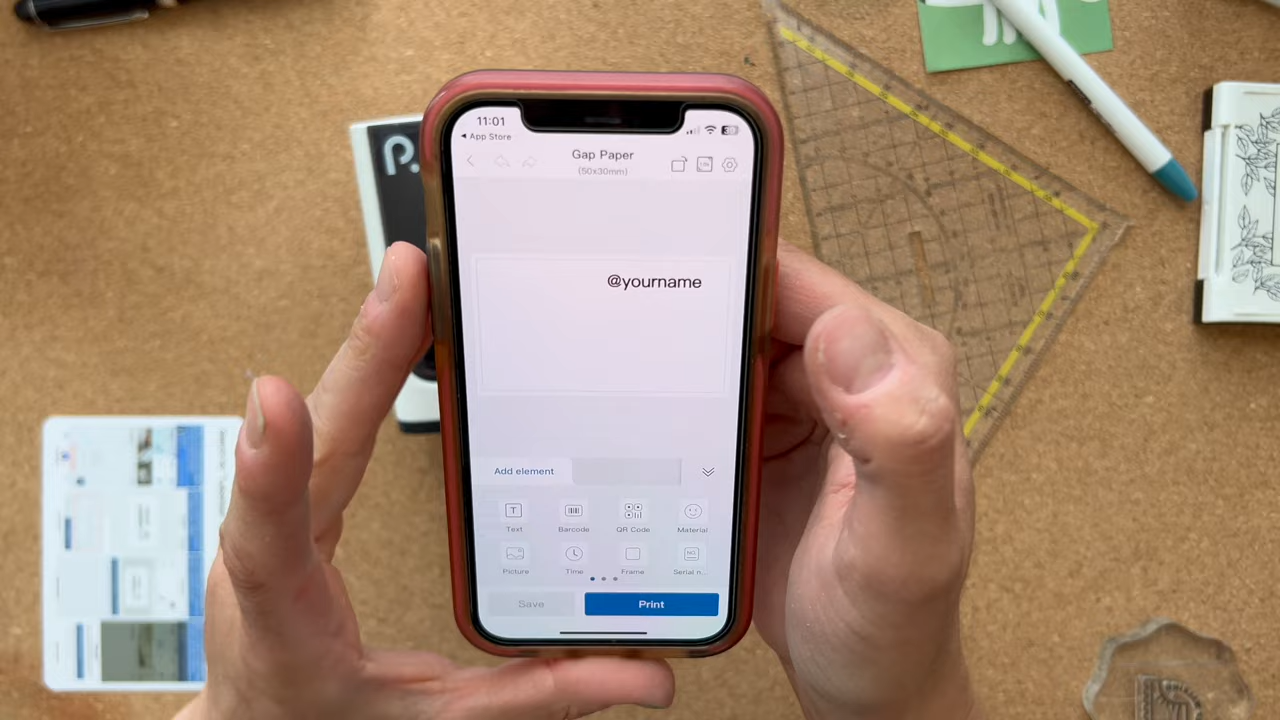 11:01
App Store
Gap Paper
(50x30mm)
@yourname
Add element
Text
Barcode
QR Code
Material
Picture
Time
Frame
Serial n...
Save
Print
P.